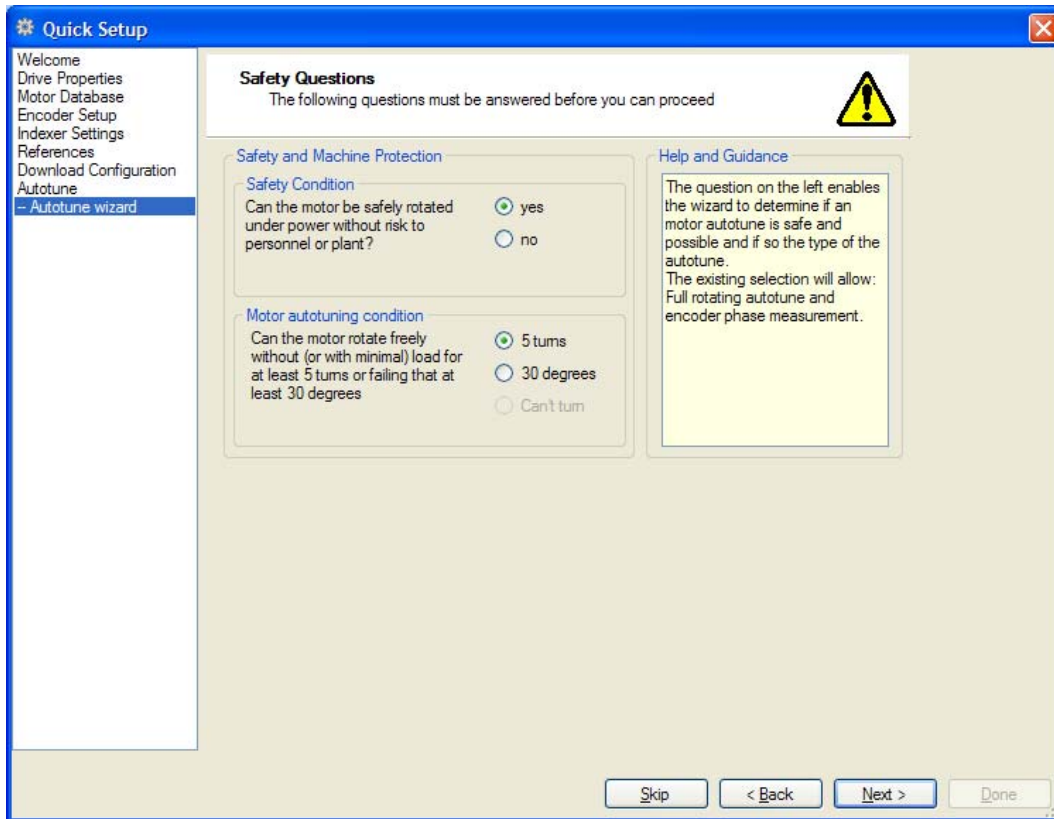 Quick Setup
Welcome
Drive Properties
Motor Database
Encoder Setup
Indexer Settings
References
Download Configuration
Autotune
-- Autotune wizard
Safety Questions
The following questions must be answered before you can proceed
Safety and Machine Protection
Safety Condition
Can the motor be safely rotated
under power without risk to
personnel or plant?
yes
no
Motor autotuning condition
Can the motor rotate freely
without (or with minimal) load for
at least 5 turns or failing that at
least 30 degrees
5 turns
30 degrees
Can't turn
Help and Guidance
The question on the left enables
the wizard to determine if an
motor autotune is safe and
possible and if so the type of the
autotune.
The existing selection will allow:
Full rotating autotune and
encoder phase measurement.
Skip
< Back
Next >
Done